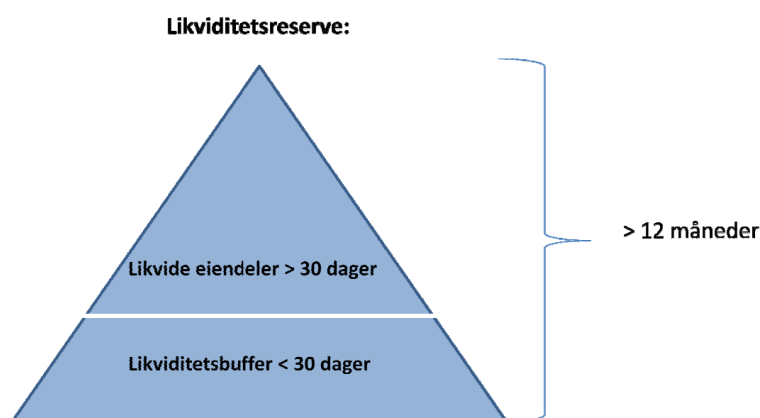 Likviditetsreserve:
> 12 måneder
Likvide eiendeler > 30 dager
Likviditetsbuffer < 30 dager